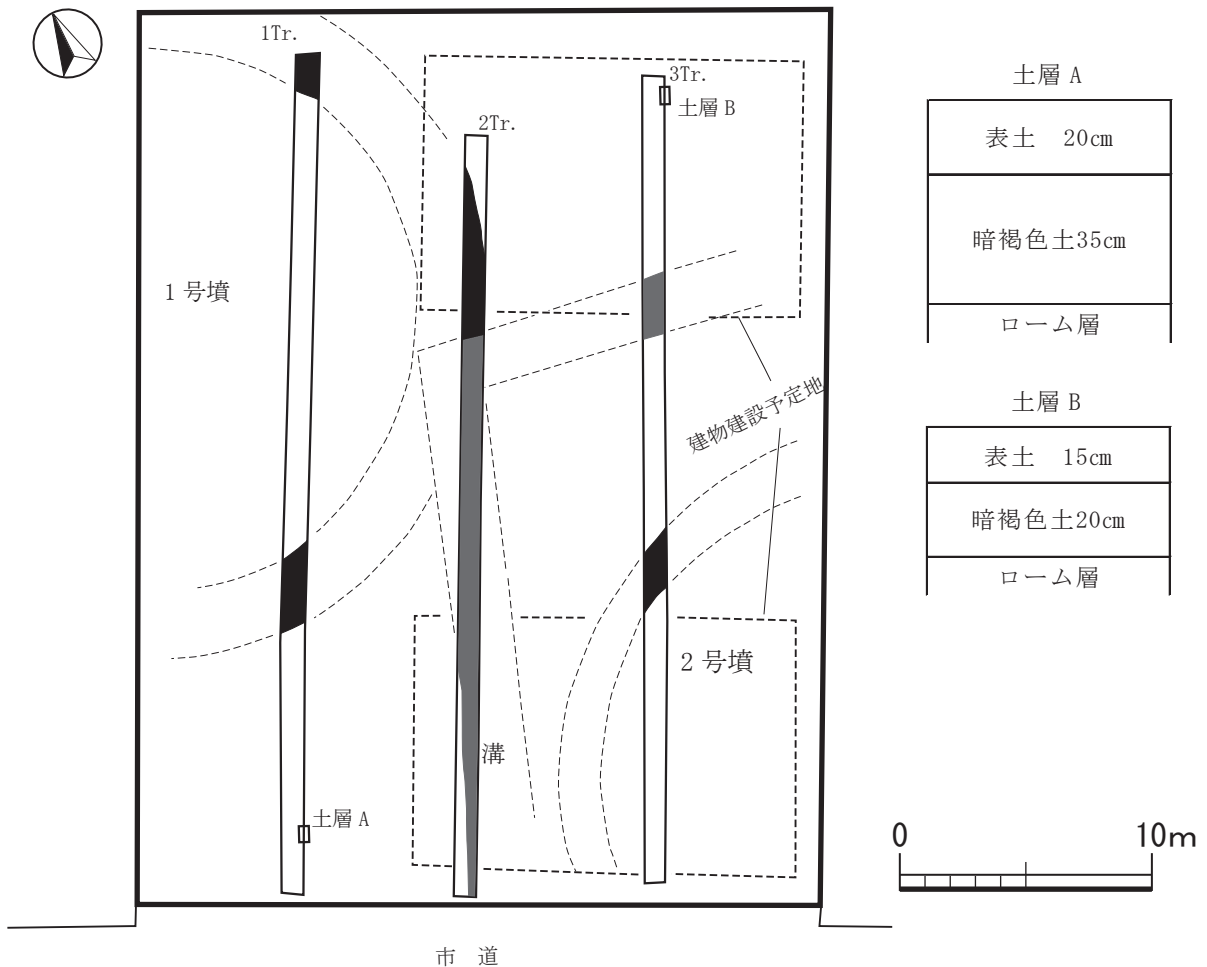 1Tr.
2Tr.
3Tr.
土層 B
1 号墳
建物建設予定地
2 号墳
溝
土層 A
市 道
土層 A
表土 20cm
暗褐色土35cm
ローム層
土層 B
表土 15cm
暗褐色土20cm
ローム層
0 10m